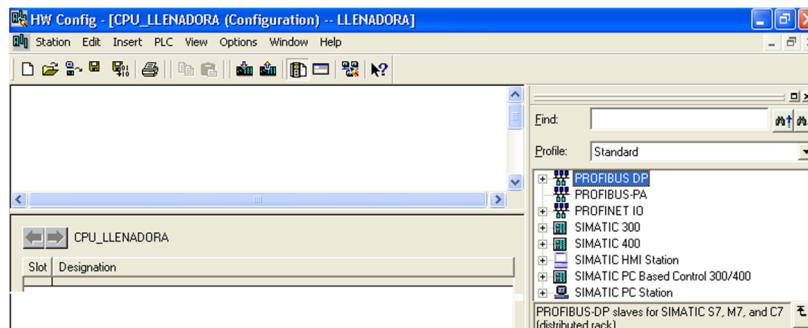 HW Config - [CPU_LLENADORA (Configuration) -- LLENADORA]
Station Edit Insert PLC View Options Window Help
Find:
Profile: Standard
PROFIBUS DP
PROFIBUS-PA
PROFINET IO
SIMATIC 300
SIMATIC 400
SIMATIC HMI Station
SIMATIC PC Based Control 300/400
SIMATIC PC Station
CPU_LLENADORA
Slot Designation
PROFIBUS-DP slaves for SIMATIC S7, M7, and C7
(distributed rack)